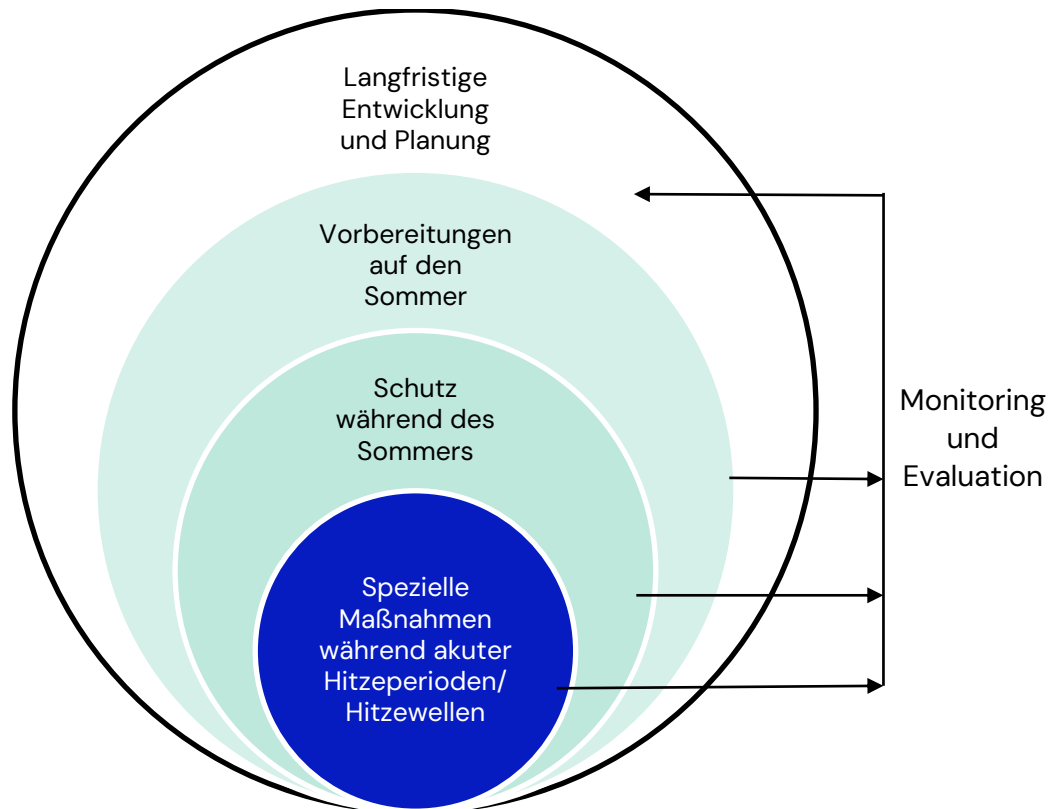 Langfristige
Entwicklung
und Planung
Vorbereitungen
auf den
Sommer
Schutz
während des
Sommers
Spezielle
Maßnahmen
während akuter
Hitzeperioden/
Hitzewellen
Monitoring
und
Evaluation